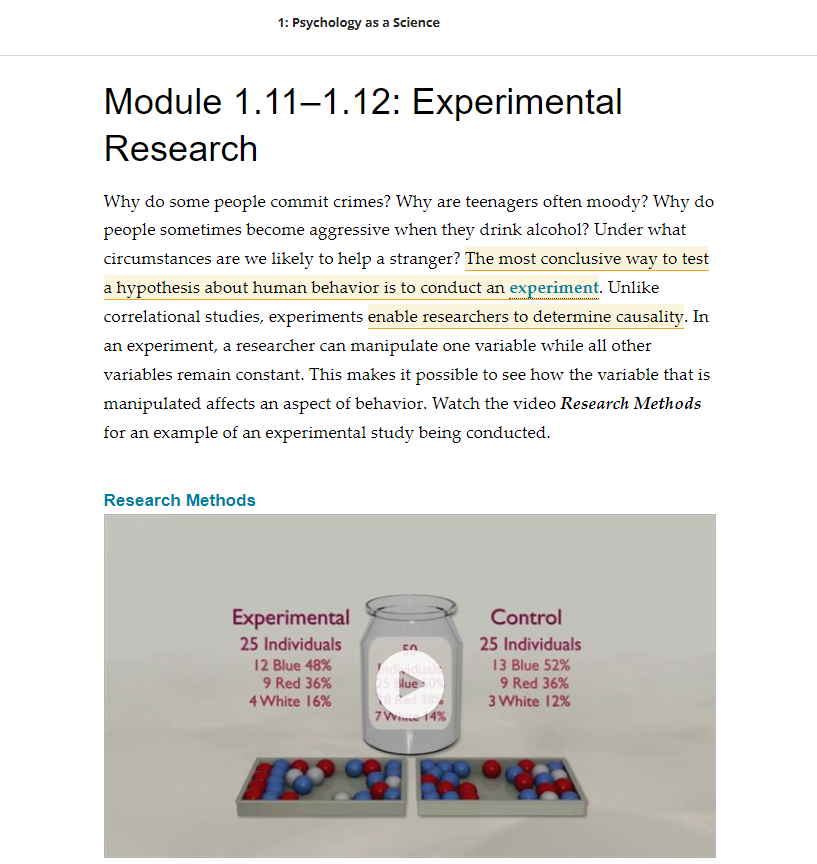 1: Psychology as a Science
Module 1.11–1.12: Experimental
Research
Why do some people commit crimes? Why are teenagers often moody? Why do
people sometimes become aggressive when they drink alcohol? Under what
circumstances are we likely to help a stranger? The most conclusive way to test
a hypothesis about human behavior is to conduct an experiment. Unlike
correlational studies, experiments enable researchers to determine causality. In
an experiment, a researcher can manipulate one variable while all other
variables remain constant. This makes it possible to see how the variable that is
manipulated affects an aspect of behavior. Watch the video Research Methods
for an example of an experimental study being conducted.
Research Methods
Experimental
25 Individuals
12 Blue 48%
9 Red 36%
4 White 16%
50
Individuals
25 Blue 50%
18 Red 38%
7 White 14%
Control
25 Individuals
13 Blue 52%
9 Red 36%
3 White 12%